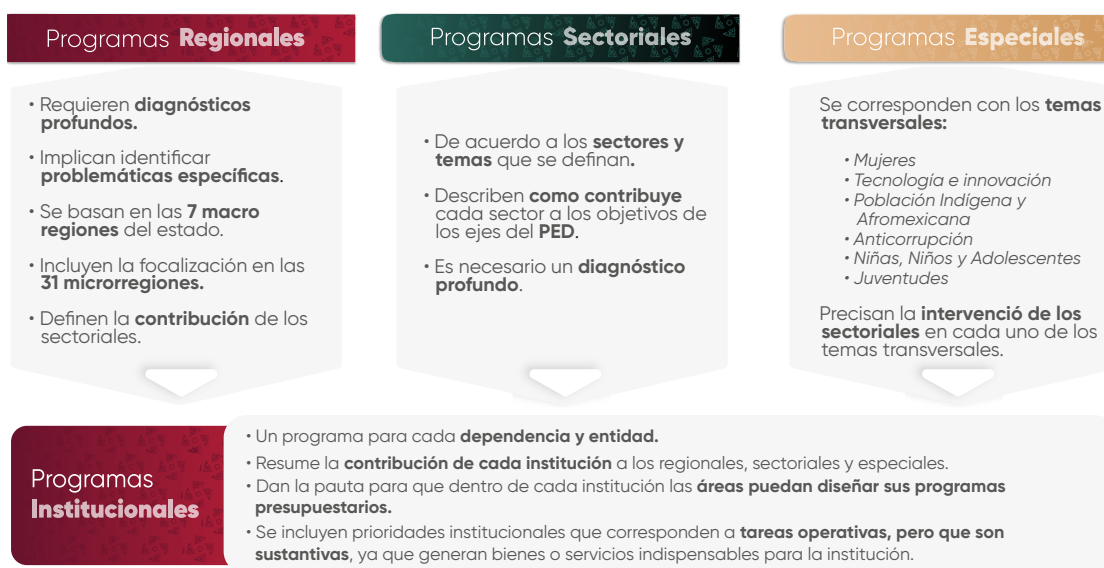 Programas Regionales
• Requieren diagnósticos
profundos.
• Implican identificar
problemáticas específicas.
• Se basan en las 7 macro
regiones del estado.
• Incluyen la focalización en las
31 microrregiones.
• Definen la contribución de los
sectoriales.
Programas Sectoriales
• De acuerdo a los sectores y
temas que se definan.
• Describen como contribuye
cada sector a los objetivos de
los ejes del PED.
• Es necesario un diagnóstico
profundo.
Programas Especiales
Se corresponden con los temas
transversales:
• Mujeres
• Tecnología e innovación
• Población Indígena y
Afromexicana
• Anticorrupción
• Niñas, Niños y Adolescentes
• Juventudes
Precisan la intervenció de los
sectoriales en cada uno de los
temas transversales.
Programas
Institucionales
• Un programa para cada dependencia y entidad.
• Resume la contribución de cada institución a los regionales, sectoriales y especiales.
• Dan la pauta para que dentro de cada institución las áreas puedan diseñar sus programas
presupuestarios.
• Se incluyen prioridades institucionales que corresponden a tareas operativas, pero que son
sustantivas, ya que generan bienes o servicios indispensables para la institución.